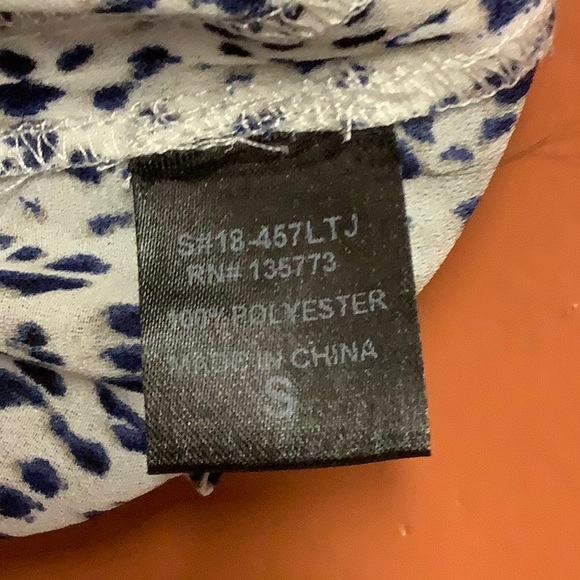 S#18-457LTJ
RN# 135773
100% POLYESTER
MADE IN CHINA
S